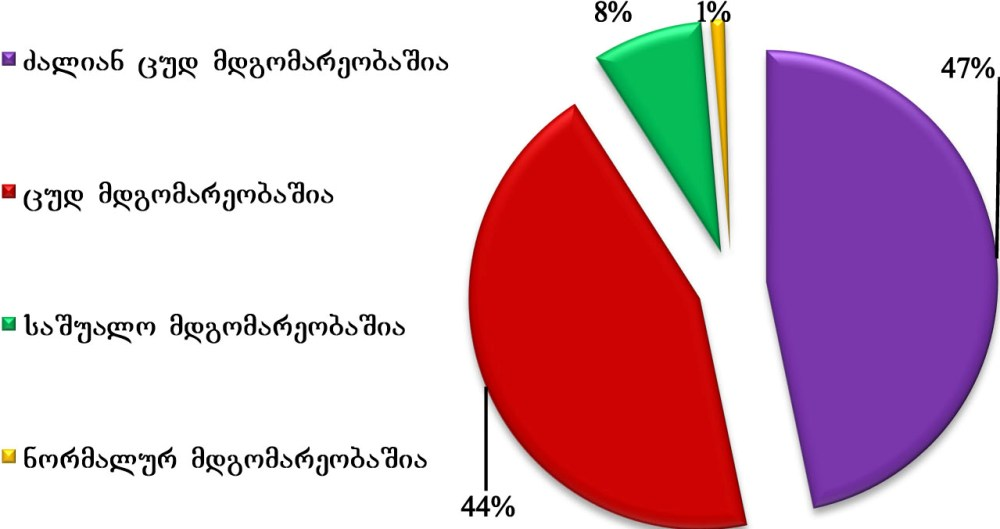 ძალიან ცუდ მდგომარეობაშია
ცუდ მდგომარეობაშია
საშუალო მდგომარეობაშია
ნორმალურ მდგომარეობაშია
8%
1%
47%
44%